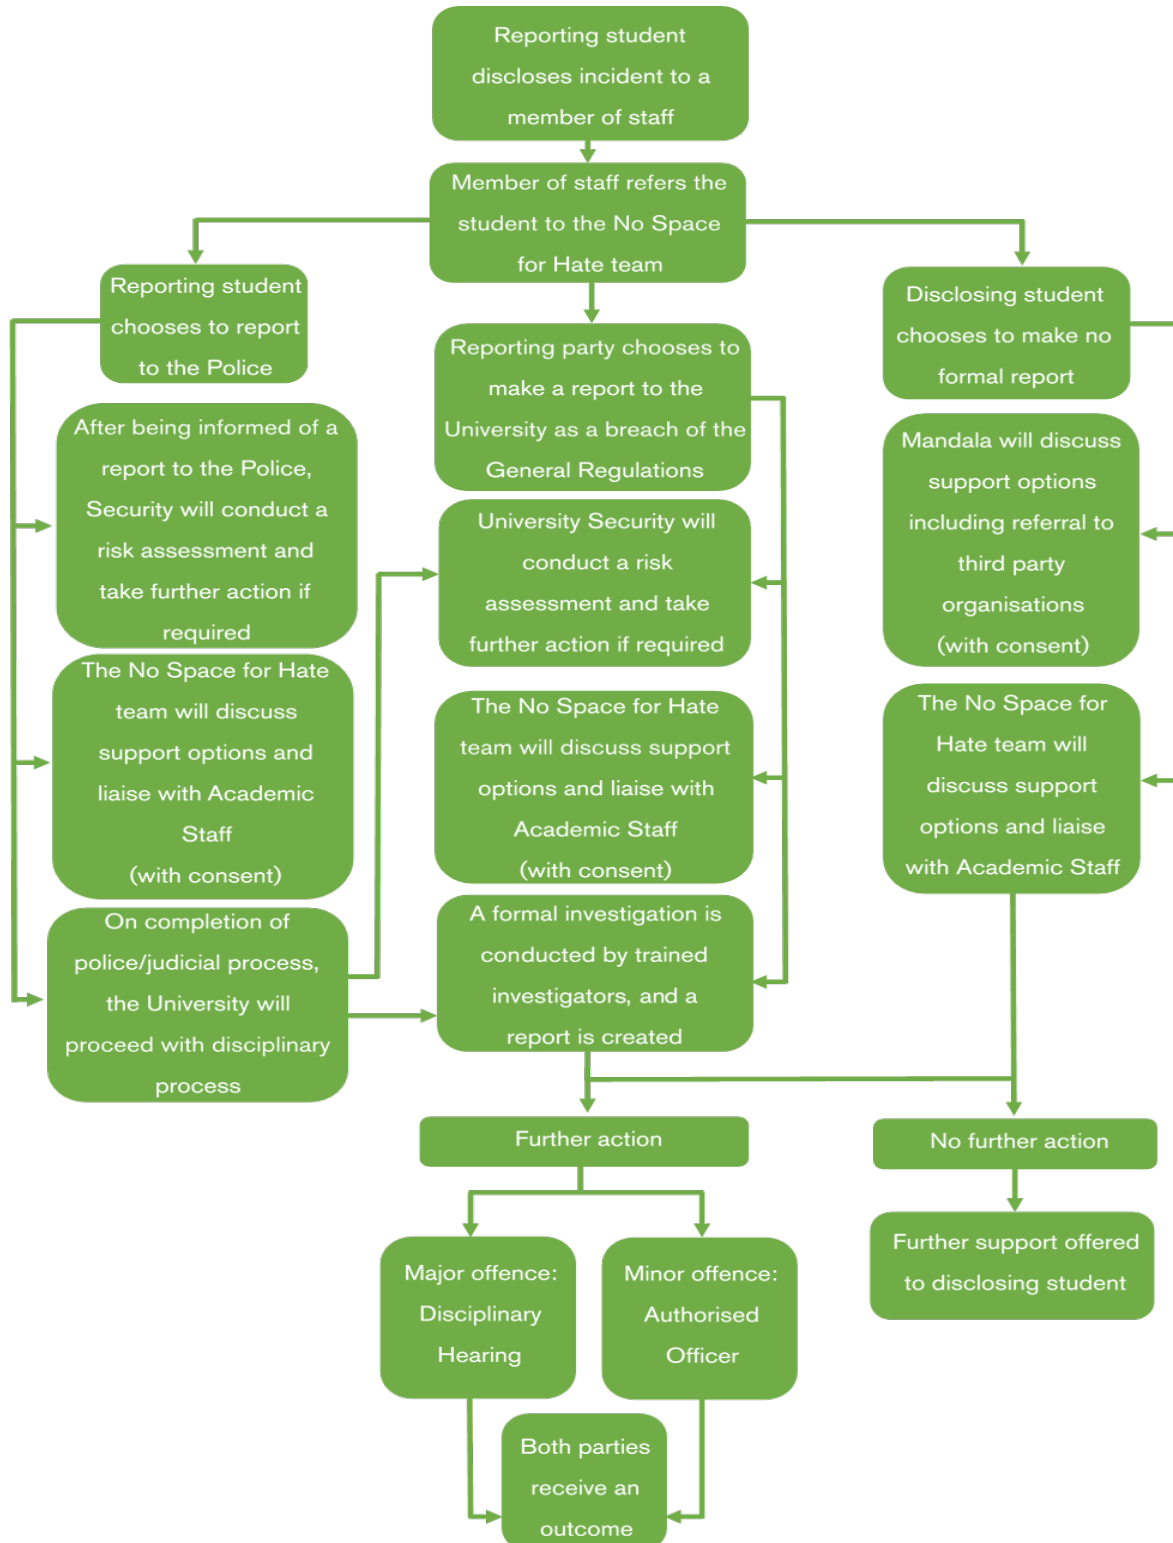 Reporting student
discloses incident to a
member of staff
Member of staff refers the
student to the No Space
for Hate team
Reporting student
chooses to report
to the Police
After being informed of a
report to the Police,
Security will conduct a
risk assessment and
take further action if
required
The No Space for Hate
team will discuss
support options and
liaise with Academic
Staff
(with consent)
On completion of
police/judicial process,
the University will
proceed with disciplinary
process
Reporting party chooses to
make a report to the
University as a breach of the
General Regulations
University Security will
conduct a risk
assessment and take
further action if required
The No Space for Hate
team will discuss support
options and liaise with
Academic Staff
(with consent)
A formal investigation is
conducted by trained
investigators, and a
report is created
Disclosing student
chooses to make no
formal report
Mandala will discuss
support options
including referral to
third party
organisations
(with consent)
The No Space for
Hate team will
discuss support
options and liaise
with Academic Staff
Further action
No further action
Major offence:
Disciplinary
Hearing
Minor offence:
Authorised
Officer
Further support offered
to disclosing student
Both parties
receive an
outcome